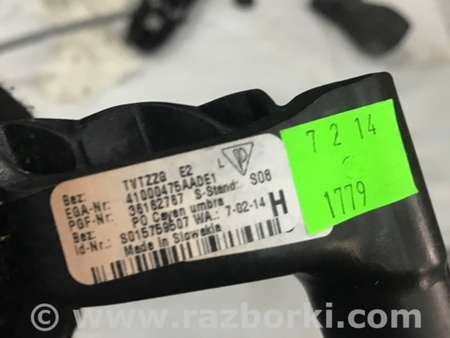 TVTZZG E2
Bez: 41000475AADE1
EGA-Nr: 38162767 S-Stand: S08
PGF-Nr: PO Cayen umbra
Bez: S015759507 WA.: 7-02-14
Id-Nr.: Made in Slowakia
L
H
7 2 14
1779
© www.razborki.com